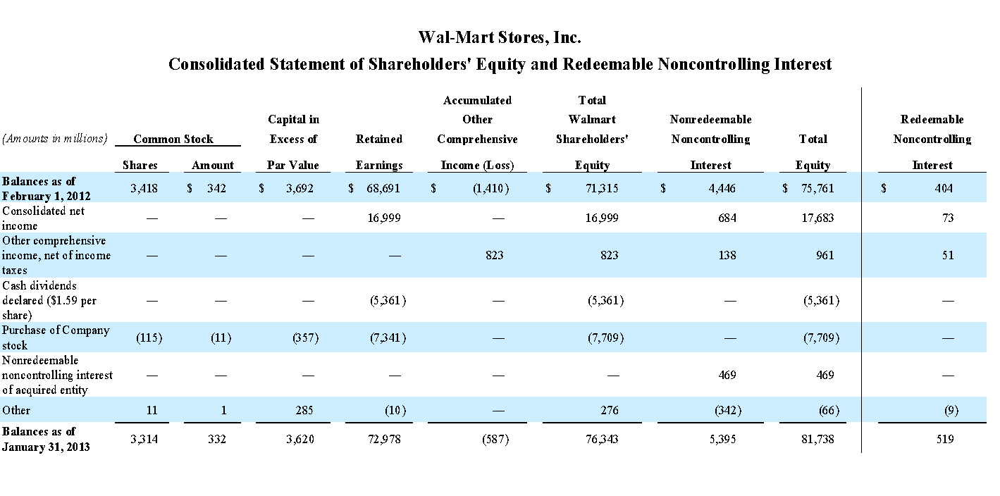 Wal-Mart Stores, Inc.
Consolidated Statement of Shareholders' Equity and Redeemable Noncontrolling Interest
Accumulated Total
Capital in Other Walmart Nonredeemable Redeemable
(Amounts in millions) Common Stock Excess of Retained Comprehensive Shareholders' Noncontrolling Total Noncontrolling
Shares Amount Par Value Earnings Income (Loss) Equity Interest Equity Interest
Balances as of
February 1, 2012 3,418 $ 342 $ 3,692 $ 68,691 $ (1,410) $ 71,315 $ 4,446 $ 75,761 $ 404
Consolidated net
income — — — 16,999 — 16,999 684 17,683 73
Other comprehensive
income, net of income — — — — 823 823 138 961 51
taxes
Cash dividends
declared ($1.59 per — — — (5,361) — (5,361) — (5,361) —
share)
Purchase of Company
stock (115) (11) (357) (7,341) — (7,709) — (7,709) —
Nonredeemable
noncontrolling interest — — — — — — 469 469 —
of acquired entity
Other 11 1 285 (10) — 276 (342) (66) (9)
Balances as of
January 31, 2013 3,314 332 3,620 72,978 (587) 76,343 5,395 81,738 519